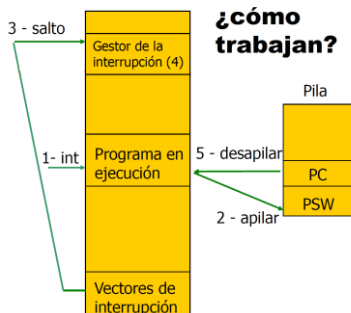 ¿cómo
trabajan?
3 - salto
Gestor de la
interrupción (4)
Pila
1- int
Programa en
ejecución
5 - desapilar
PC
PSW
2 - apilar
Vectores de
interrupción